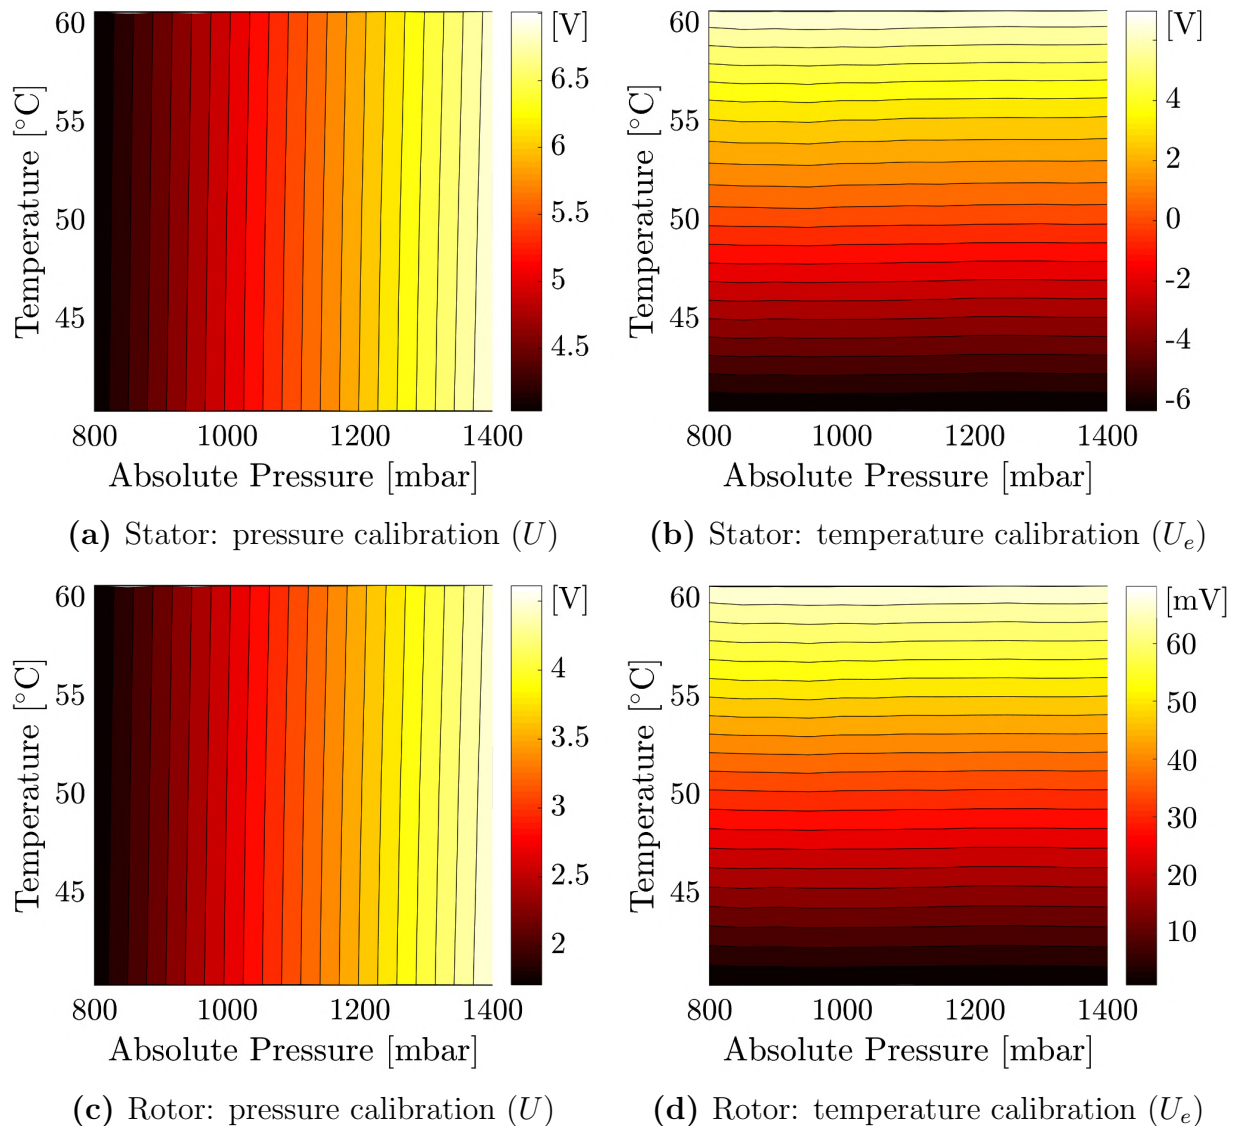 60
55
50
45
Temperature [°C]
800 1000 1200 1400
Absolute Pressure [mbar]
[V]
6.5
6
5.5
5
4.5
(a) Stator: pressure calibration (U)
60
55
50
45
Temperature [°C]
800 1000 1200 1400
Absolute Pressure [mbar]
[V]
4
2
0
-2
-4
-6
(b) Stator: temperature calibration (Ue)
60
55
50
45
Temperature [°C]
800 1000 1200 1400
Absolute Pressure [mbar]
[V]
4
3.5
3
2.5
2
(c) Rotor: pressure calibration (U)
60
55
50
45
Temperature [°C]
800 1000 1200 1400
Absolute Pressure [mbar]
[mV]
60
50
40
30
20
10
(d) Rotor: temperature calibration (Ue)